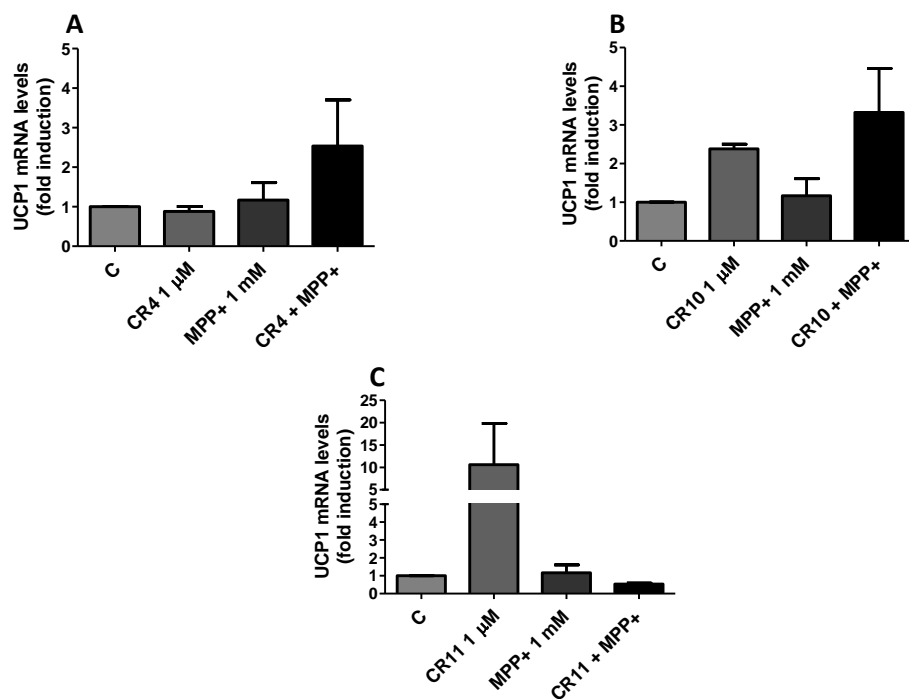 A
UCP1 mRNA levels
(fold induction)
5
4
3
2
1
0
C
CR4 1 µM
MPP+ 1 mM
CR4 + MPP+
B
UCP1 mRNA levels
(fold induction)
5
4
3
2
1
0
C
CR10 1 µM
MPP+ 1 mM
CR10 + MPP+
C
UCP1 mRNA levels
(fold induction)
25
20
15
10
5
5
4
3
2
1
0
C
CR11 1 µM
MPP+ 1 mM
CR11 + MPP+